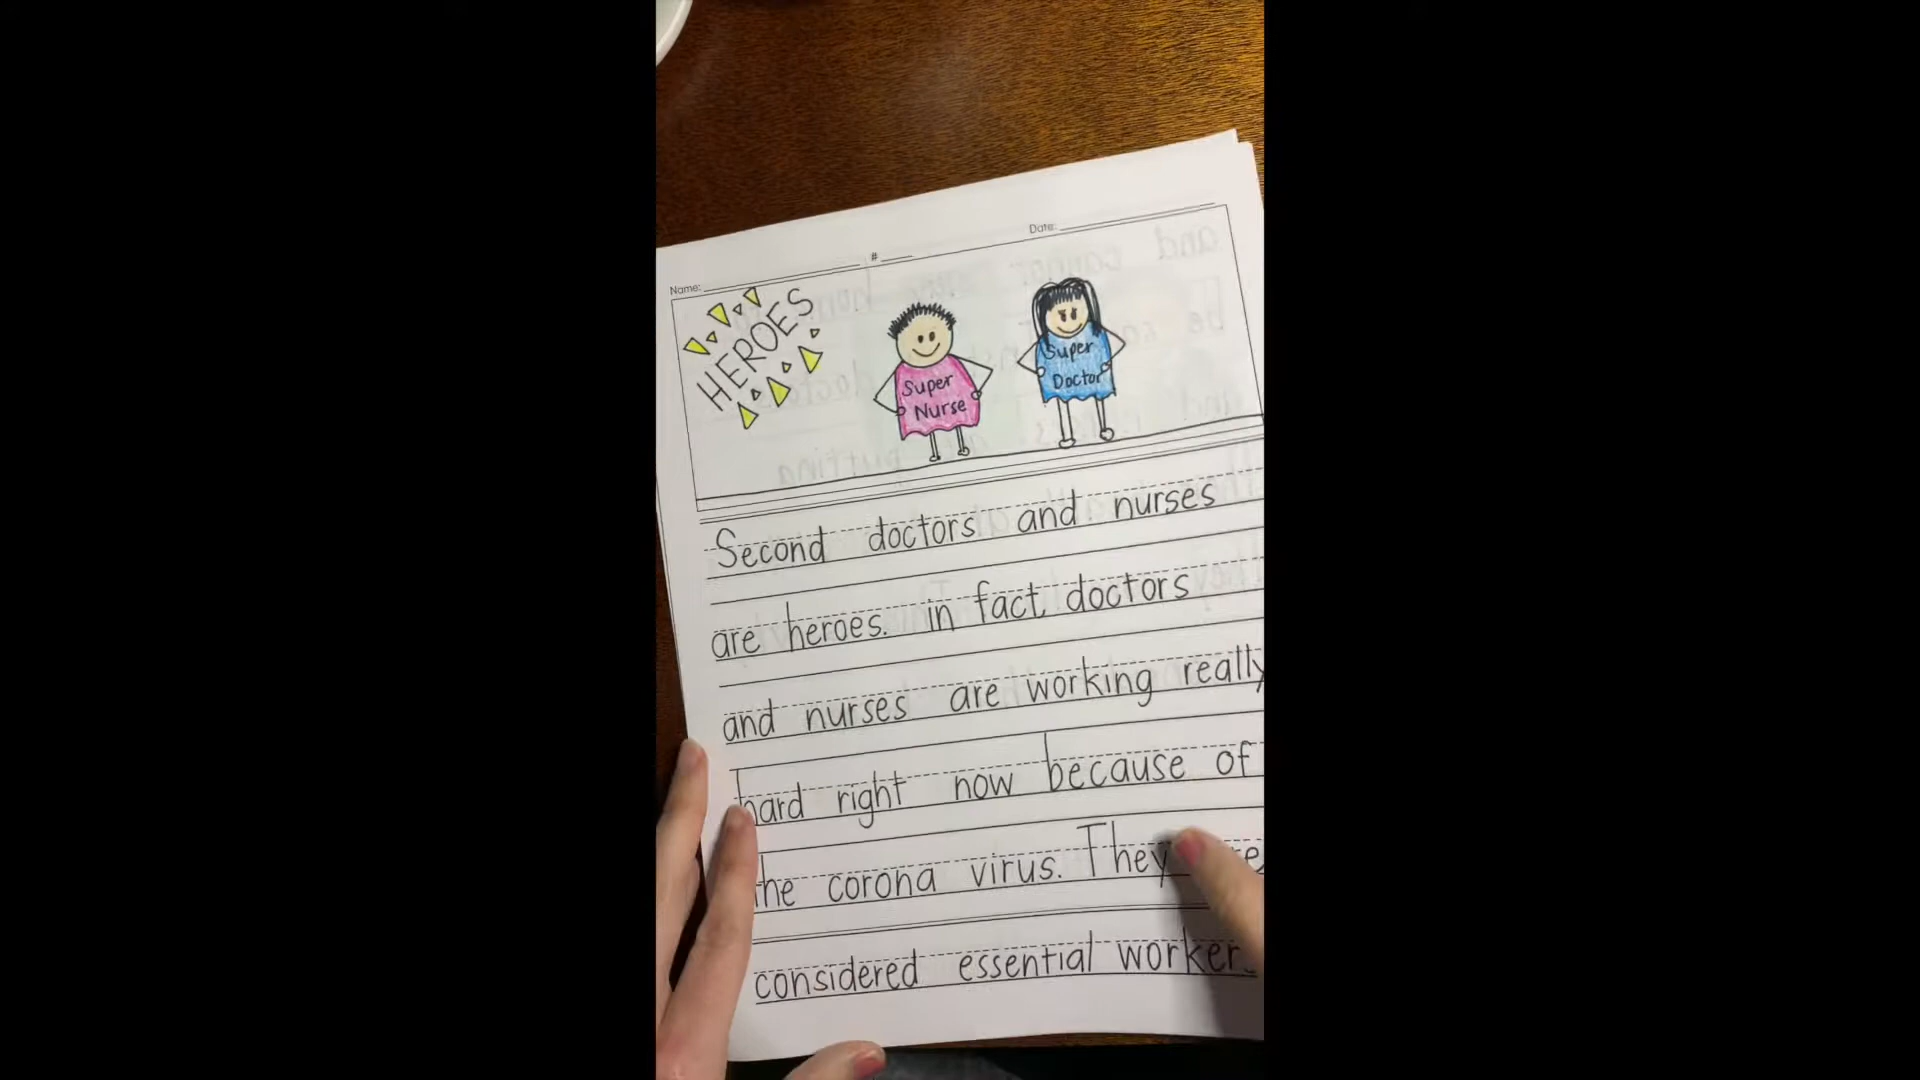 Name: # Date:
HEROES
Super
Nurse
Super
Doctor
Second doctors and nurses
are heroes. in fact, doctors
and nurses are working really
hard right now because of
the corona virus. They
considered essential worker